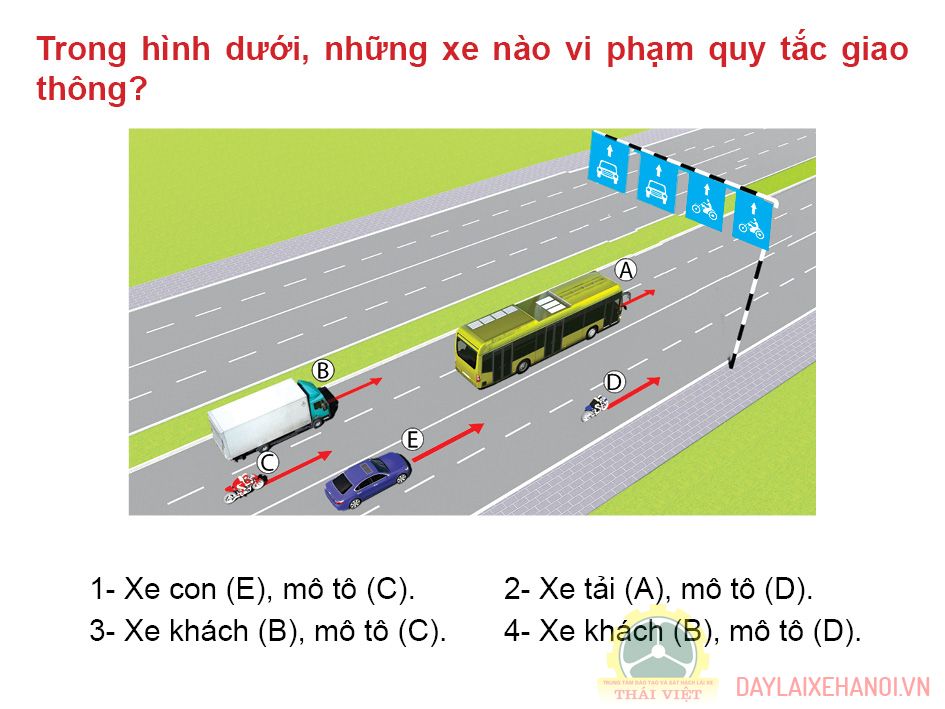 Trong hình dưới, những xe nào vi phạm quy tắc giao
thông?
A
B
D
E
C
1- Xe con (E), mô tô (C). 2- Xe tải (A), mô tô (D).
3- Xe khách (B), mô tô (C). 4- Xe khách (B), mô tô (D).
TRUNG TÂM ĐÀO TẠO VÀ SÁT HẠCH LÁI XE
THÁI VIỆT
DAYLAIXEHANOI.VN